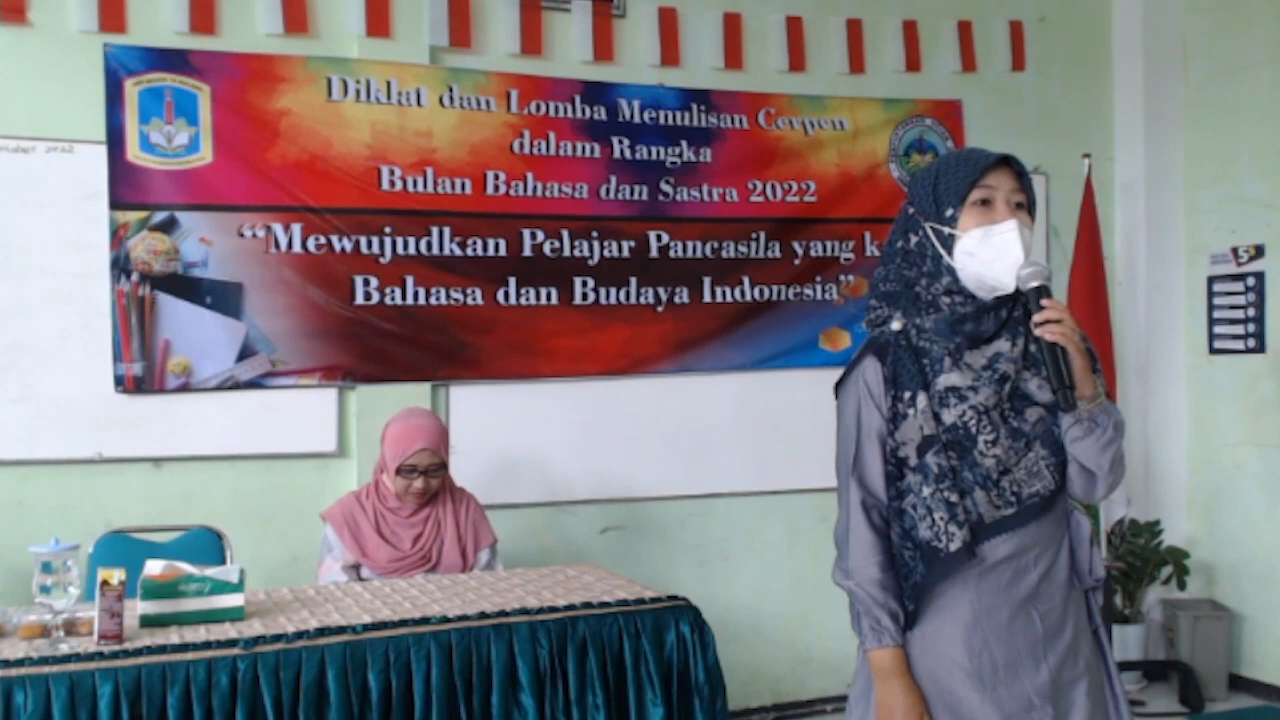 Diklat dan Lomba Menulisan Cerpen
dalam Rangka
Bulan Bahasa dan Sastra 2022
"Mewujudkan Pelajar Pancasila yang k
Bahasa dan Budaya Indonesia"
2022